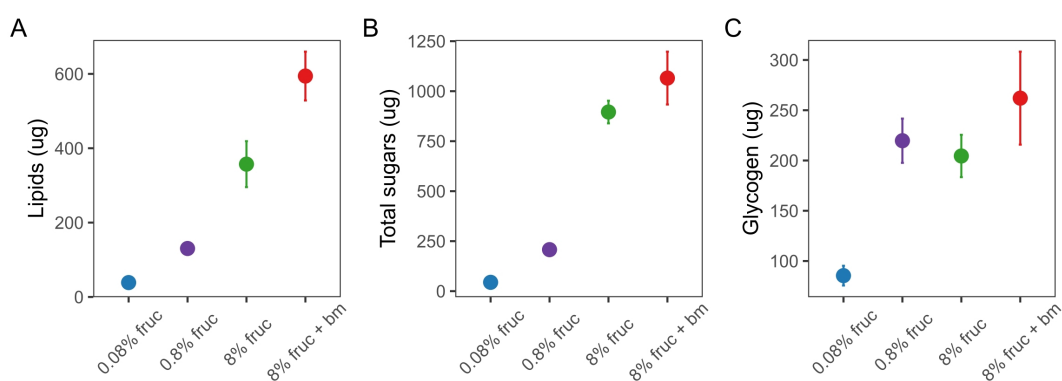 A
Lipids (ug)
600
400
200
0
0.08% fruc
0.8% fruc
8% fruc
8% fruc + bm
B
Total sugars (ug)
1250
1000
750
500
250
0
0.08% fruc
0.8% fruc
8% fruc
8% fruc + bm
C
Glycogen (ug)
300
250
200
150
100
0.08% fruc
0.8% fruc
8% fruc
8% fruc + bm